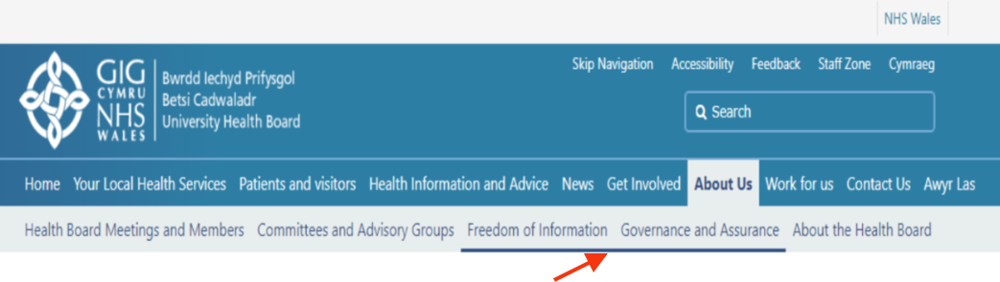 NHS Wales
GIG
CYMRU
NHS
WALES
Bwrdd Iechyd Prifysgol
Betsi Cadwaladr
University Health Board
Skip Navigation Accessibility Feedback Staff Zone Cymraeg
Search
Home Your Local Health Services Patients and visitors Health Information and Advice News Get Involved About Us Work for us Contact Us Awyr Las
Health Board Meetings and Members Committees and Advisory Groups Freedom of Information Governance and Assurance About the Health Board